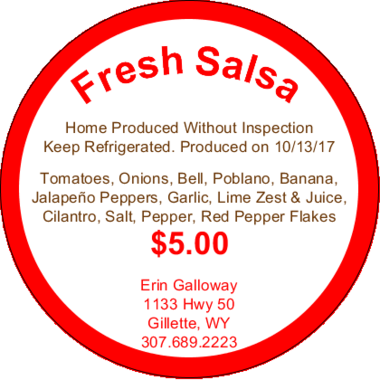 Fresh Salsa
Home Produced Without Inspection
Keep Refrigerated. Produced on 10/13/17
Tomatoes, Onions, Bell, Poblano, Banana,
Jalapeño Peppers, Garlic, Lime Zest & Juice,
Cilantro, Salt, Pepper, Red Pepper Flakes
$5.00
Erin Galloway
1133 Hwy 50
Gillette, WY
307.689.2223